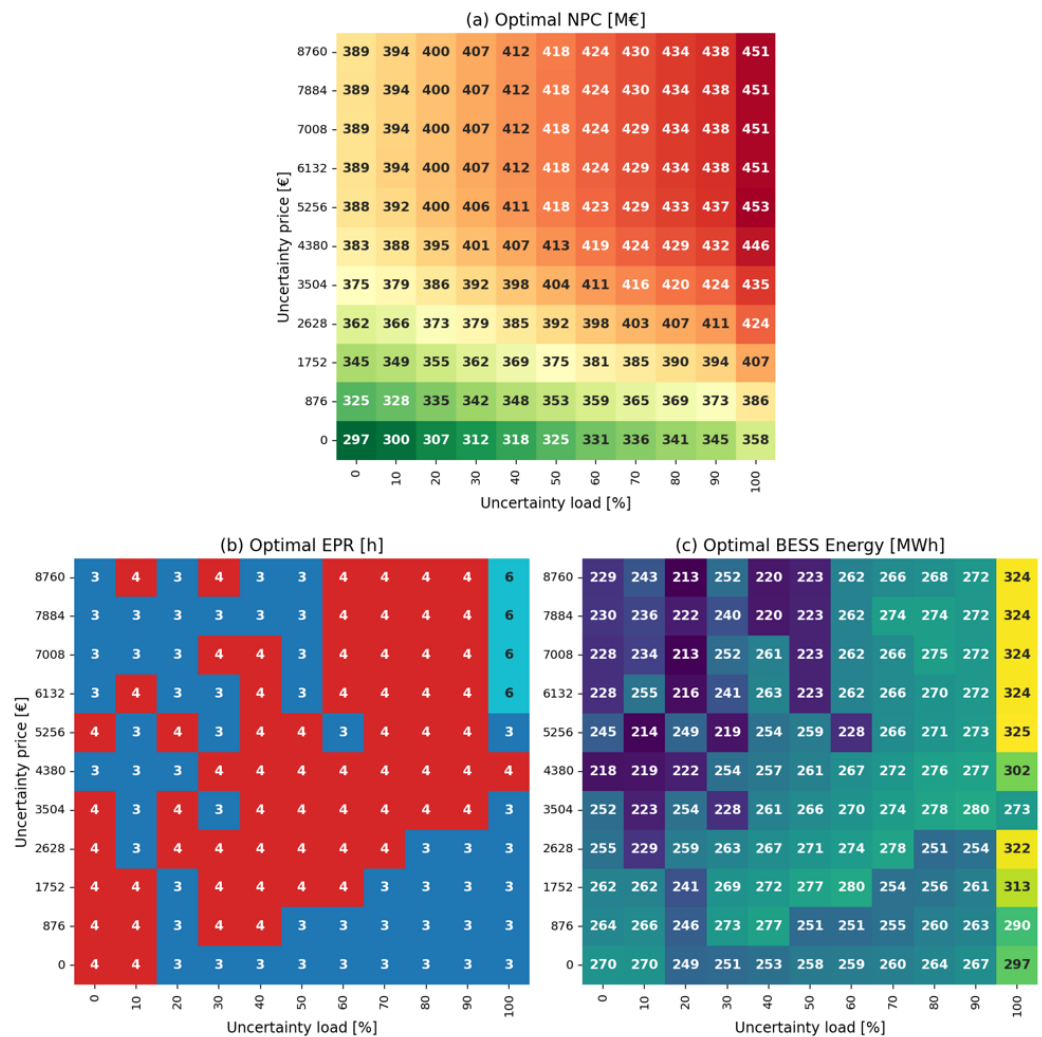 (a) Optimal NPC [M€]
Uncertainty price [€]
8760 389 394 400 407 412 418 424 430 434 438 451
7884 389 394 400 407 412 418 424 430 434 438 451
7008 389 394 400 407 412 418 424 429 434 438 451
6132 389 394 400 407 412 418 424 429 434 438 451
5256 388 392 400 406 411 418 423 429 433 437 453
4380 383 388 395 401 407 413 419 424 429 432 446
3504 375 379 386 392 398 404 411 416 420 424 435
2628 362 366 373 379 385 392 398 403 407 411 424
1752 345 349 355 362 369 375 381 385 390 394 407
876 325 328 335 342 348 353 359 365 369 373 386
0 297 300 307 312 318 325 331 336 341 345 358
0 10 20 30 40 50 60 70 80 90 100
Uncertainty load [%]
(b) Optimal EPR [h]
Uncertainty price [€]
8760 3 4 3 4 3 3 4 4 4 4 6
7884 3 3 3 3 3 3 4 4 4 4 6
7008 3 3 3 4 4 3 4 4 4 4 6
6132 3 4 3 3 4 3 4 4 4 4 6
5256 4 3 4 3 4 4 3 4 4 4 3
4380 3 3 3 4 4 4 4 4 4 4 4
3504 4 3 4 3 4 4 4 4 4 4 3
2628 4 3 4 4 4 4 4 4 3 3 3
1752 4 4 3 4 4 4 4 3 3 3 3
876 4 4 3 4 4 3 3 3 3 3 3
0 4 4 3 3 3 3 3 3 3 3 3
0 10 20 30 40 50 60 70 80 90 100
Uncertainty load [%]
(c) Optimal BESS Energy [MWh]
229 243 213 252 220 223 262 266 268 272 324
230 236 222 240 220 223 262 274 274 272 324
228 234 213 252 261 223 262 266 275 272 324
228 255 216 241 263 223 262 266 270 272 324
245 214 249 219 254 259 228 266 271 273 325
218 219 222 254 257 261 267 272 276 277 302
252 223 254 228 261 266 270 274 278 280 273
255 229 259 263 267 271 274 278 251 254 322
262 262 241 269 272 277 280 254 256 261 313
264 266 246 273 277 251 251 255 260 263 290
270 270 249 251 253 258 259 260 264 267 297
0 10 20 30 40 50 60 70 80 90 100
Uncertainty load [%]